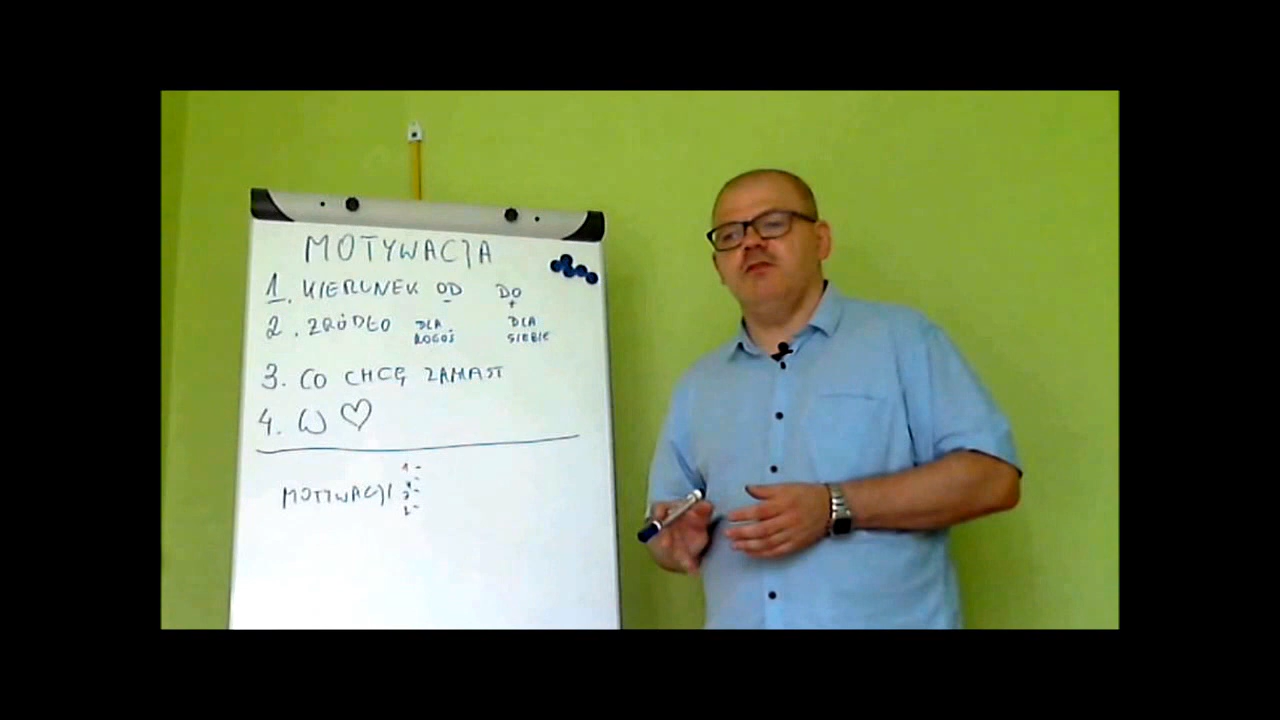 MOTYWACJA
1. KIERUNEK OD - DO +
2. ŹRÓDŁO DLA KOGOŚ DLA SIEBIE
3. CO CHCĘ ZAMAST
4. W ♡
MOTYWACJI